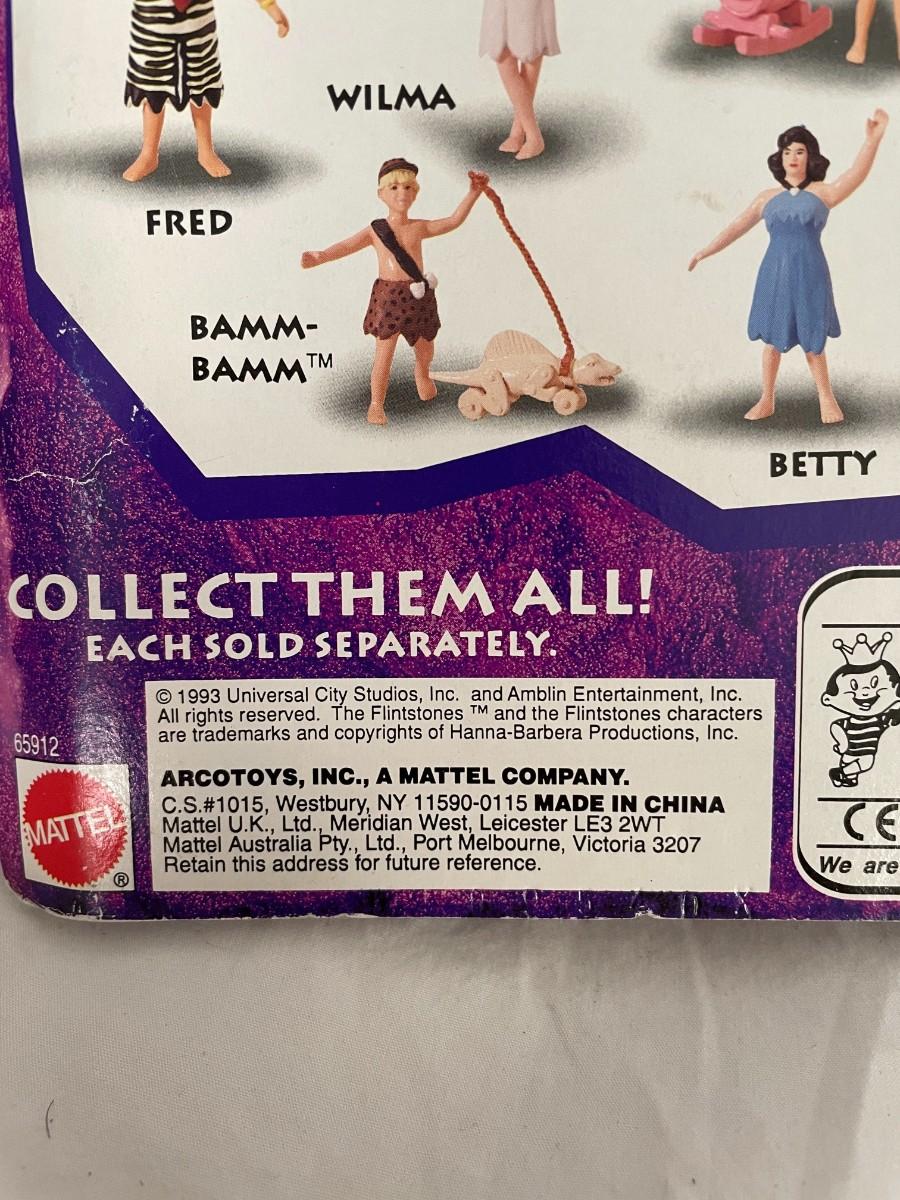 WILMA
FRED
BAMM-
BAMM™
BETTY
COLLECT THEM ALL!
EACH SOLD SEPARATELY.
© 1993 Universal City Studios, Inc. and Amblin Entertainment, Inc.
All rights reserved. The Flintstones ™ and the Flintstones characters
are trademarks and copyrights of Hanna-Barbera Productions, Inc.
65912
MATTEL
®
ARCOTOYS, INC., A MATTEL COMPANY.
C.S.#1015, Westbury, NY 11590-0115 MADE IN CHINA
Mattel U.K., Ltd., Meridian West, Leicester LE3 2WT
Mattel Australia Pty., Ltd., Port Melbourne, Victoria 3207
Retain this address for future reference.
CE
We are